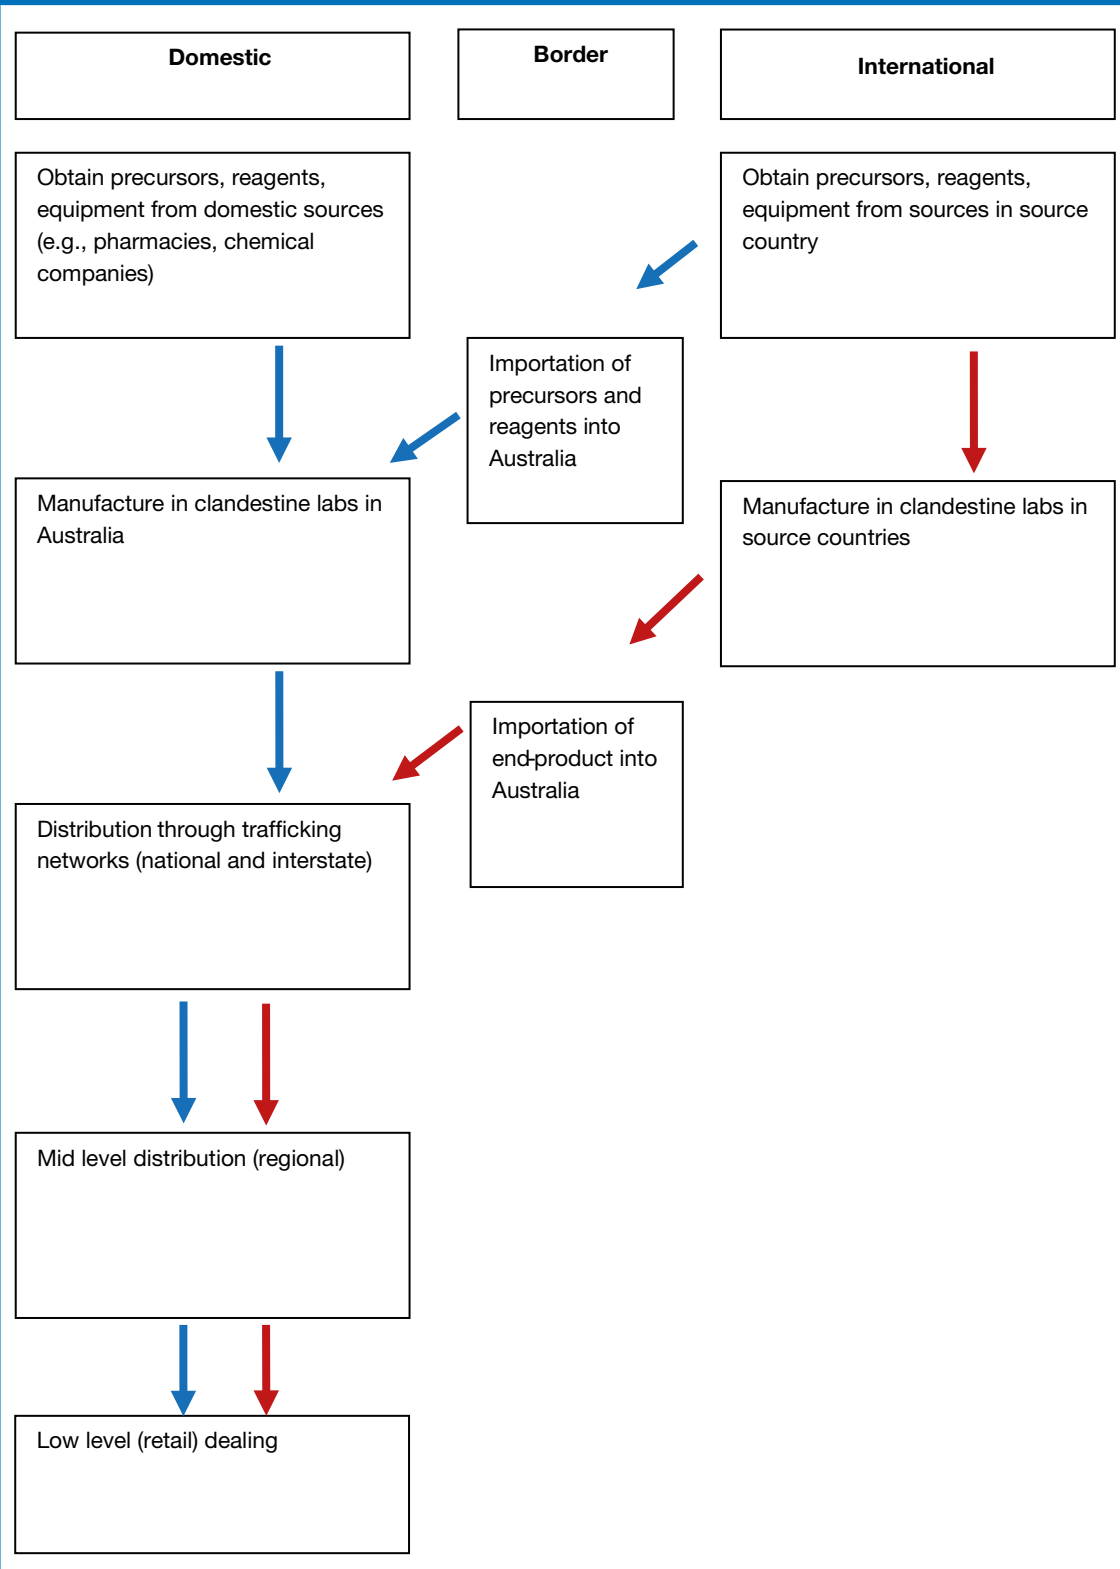 Domestic
Border
International
Obtain precursors, reagents,
equipment from domestic sources
(e.g., pharmacies, chemical
companies)
Obtain precursors, reagents,
equipment from sources in source
country
Importation of
precursors and
reagents into
Australia
Manufacture in clandestine labs in
Australia
Manufacture in clandestine labs in
source countries
Importation of
end-product into
Australia
Distribution through trafficking
networks (national and interstate)
Mid level distribution (regional)
Low level (retail) dealing